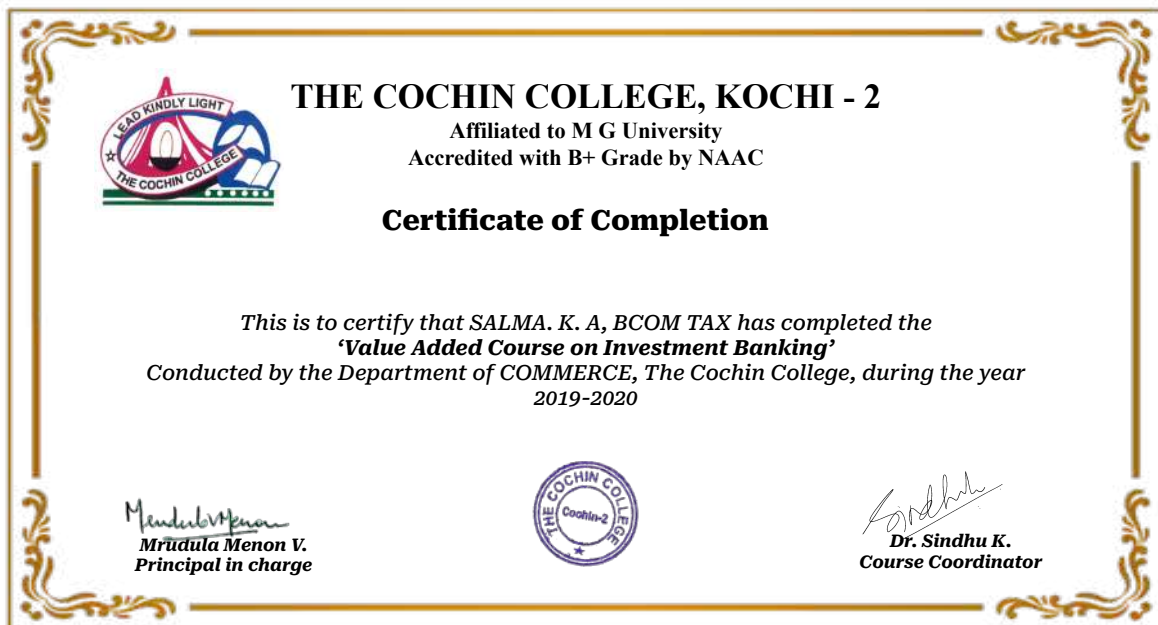 LEAD KINDLY LIGHT
THE COCHIN COLLEGE
THE COCHIN COLLEGE, KOCHI - 2
Affiliated to M G University
Accredited with B+ Grade by NAAC
Certificate of Completion
This is to certify that SALMA. K. A, BCOM TAX has completed the
‘Value Added Course on Investment Banking’
Conducted by the Department of COMMERCE, The Cochin College, during the year
2019-2020
THE COCHIN COLLEGE
Cochin-2
Mrudula Menon
Mrudula Menon V.
Principal in charge
Sindhu
Dr. Sindhu K.
Course Coordinator